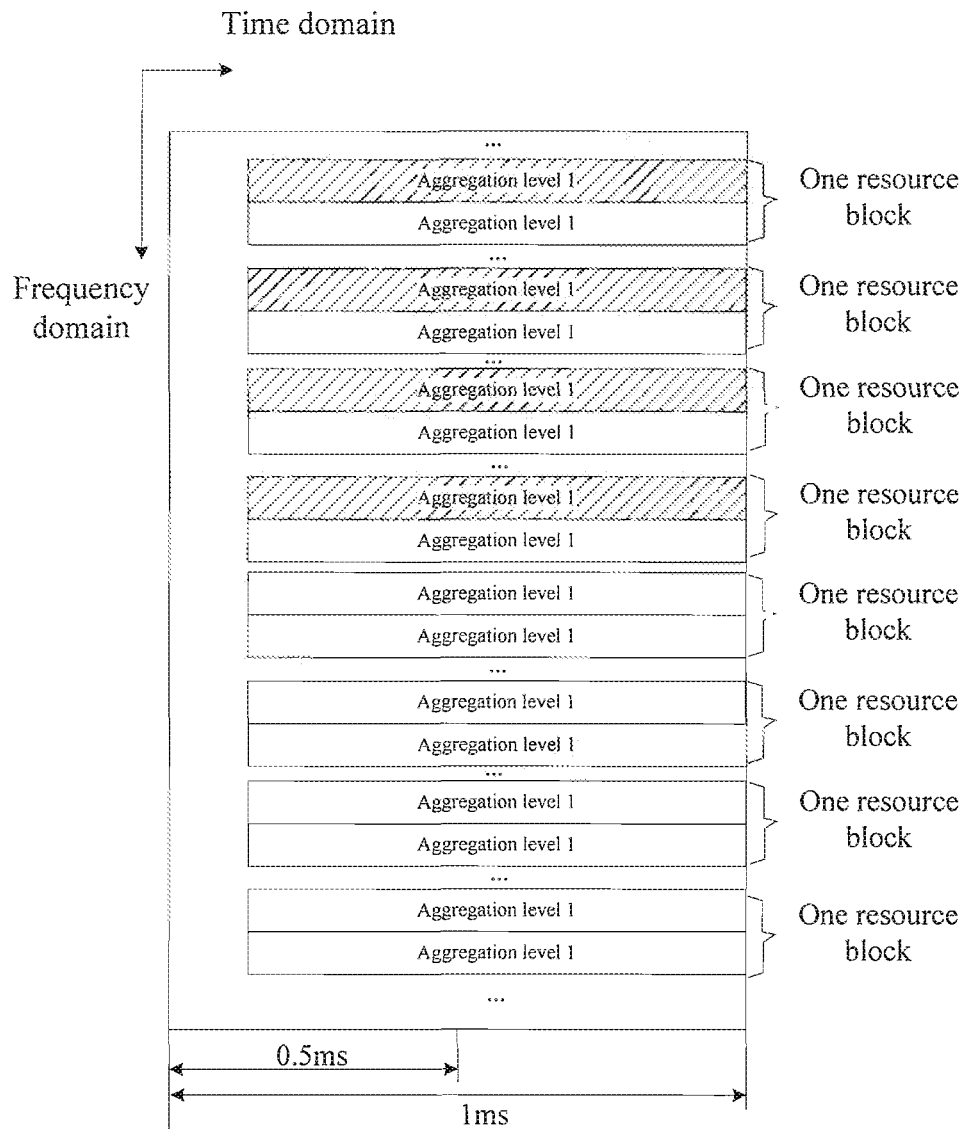 Time domain
Frequency
domain
...
Aggregation level 1
Aggregation level 1
One resource
block
...
Aggregation level 1
Aggregation level 1
One resource
block
...
Aggregation level 1
Aggregation level 1
One resource
block
...
Aggregation level 1
Aggregation level 1
One resource
block
Aggregation level 1
Aggregation level 1
One resource
block
...
Aggregation level 1
Aggregation level 1
One resource
block
...
Aggregation level 1
Aggregation level 1
One resource
block
...
Aggregation level 1
Aggregation level 1
One resource
block
...
0.5ms
1ms